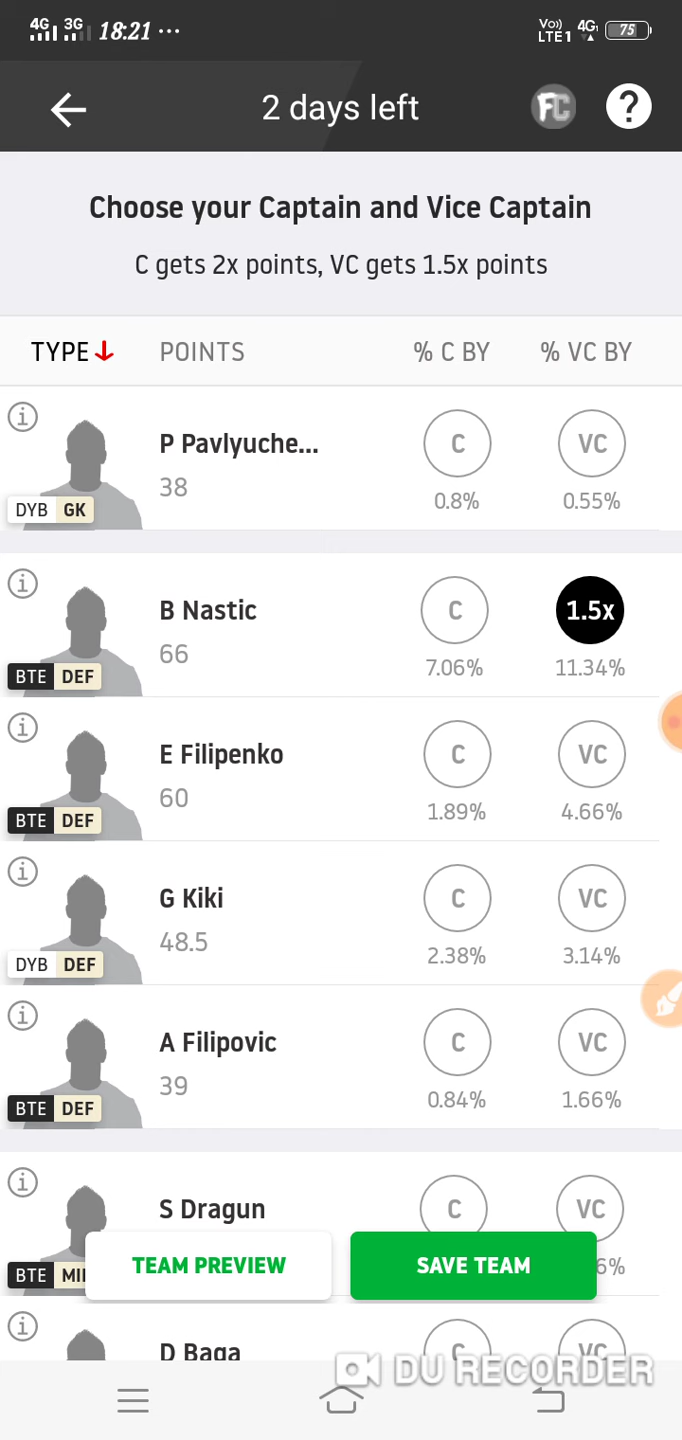 4G 3G 18:21 ... Vo) LTE1 4G 75
2 days left FC ?
Choose your Captain and Vice Captain
C gets 2x points, VC gets 1.5x points
TYPE POINTS % C BY % VC BY
P Pavlyuche... C VC
38 0.8% 0.55%
DYB GK
B Nastic C 1.5x
66 7.06% 11.34%
BTE DEF
E Filipenko C VC
60 1.89% 4.66%
BTE DEF
G Kiki C VC
48.5 2.38% 3.14%
DYB DEF
A Filipovic C VC
39 0.84% 1.66%
BTE DEF
S Dragun C VC
BTE TEAM PREVIEW SAVE TEAM 6%
D Baga C VC
DU RECORDER